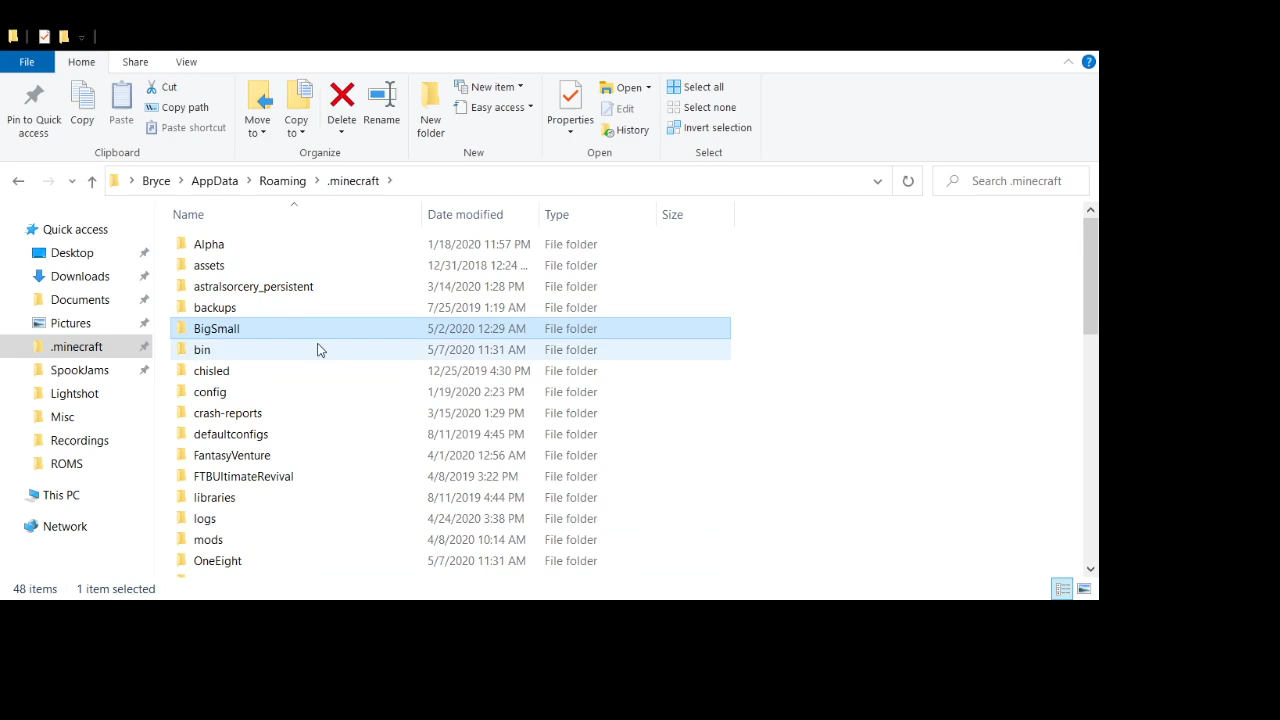 File Home Share View
Pin to Quick access
Copy
Paste
Cut
Copy path
Paste shortcut
Clipboard
Move to
Copy to
Delete
Rename
Organize
New folder
New item
Easy access
New
Properties
Open
Edit
History
Open
Select all
Select none
Invert selection
Select
Bryce > AppData > Roaming > .minecraft >
Search .minecraft
Quick access
Desktop
Downloads
Documents
Pictures
.minecraft
SpookJams
Lightshot
Misc
Recordings
ROMS
This PC
Network
Name Date modified Type Size
Alpha 1/18/2020 11:57 PM File folder
assets 12/31/2018 12:24 ... File folder
astralsorcery_persistent 3/14/2020 1:28 PM File folder
backups 7/25/2019 1:19 AM File folder
BigSmall 5/2/2020 12:29 AM File folder
bin 5/7/2020 11:31 AM File folder
chisled 12/25/2019 4:30 PM File folder
config 1/19/2020 2:23 PM File folder
crash-reports 3/15/2020 1:29 PM File folder
defaultconfigs 8/11/2019 4:45 PM File folder
FantasyVenture 4/1/2020 12:56 AM File folder
FTBUltimateRevival 4/8/2019 3:22 PM File folder
libraries 8/11/2019 4:44 PM File folder
logs 4/24/2020 3:38 PM File folder
mods 4/8/2020 10:14 AM File folder
OneEight 5/7/2020 11:31 AM File folder
48 items 1 item selected